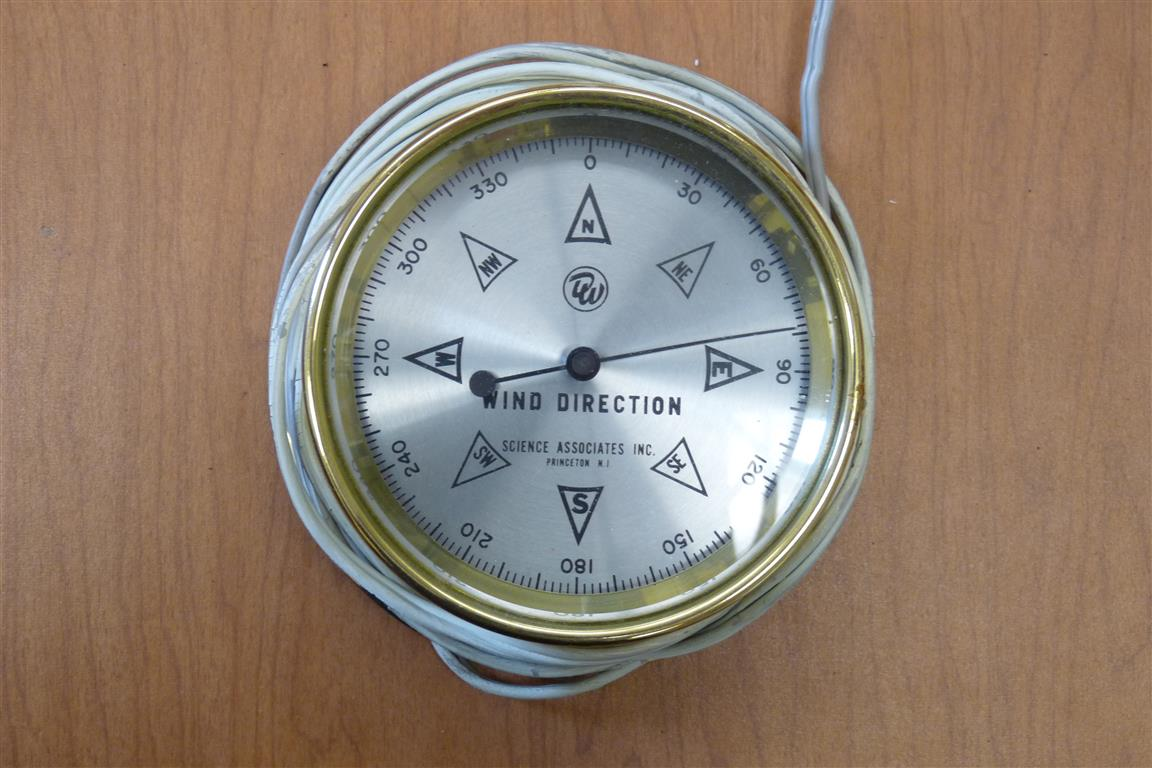 0
330
30
N
300
NW
NE
60
DW
270
W
E
90
WIND DIRECTION
SCIENCE ASSOCIATES INC.
PRINCETON N.J.
240
SW
SE
120
S
210
150
180